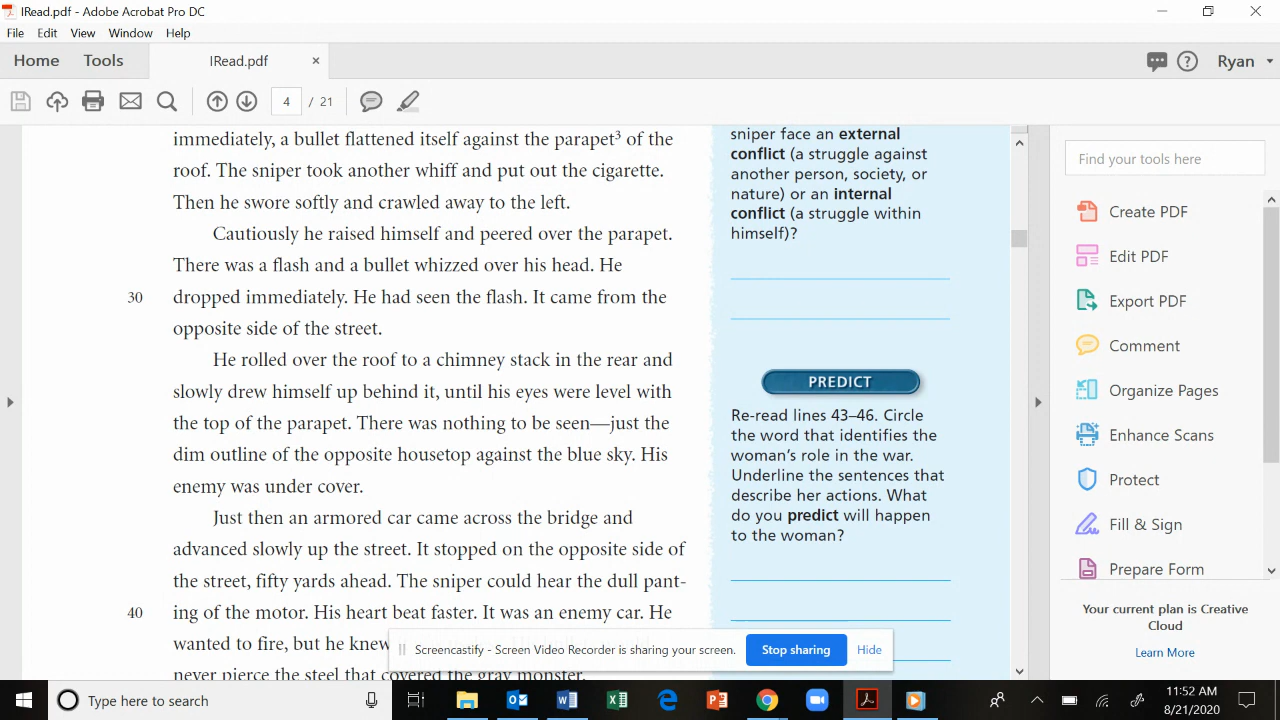 IRead.pdf - Adobe Acrobat Pro DC
File Edit View Window Help
Home Tools IRead.pdf × ? Ryan
4 / 21
immediately, a bullet flattened itself against the parapet³ of the
roof. The sniper took another whiff and put out the cigarette.
Then he swore softly and crawled away to the left.
Cautiously he raised himself and peered over the parapet.
There was a flash and a bullet whizzed over his head. He
30 dropped immediately. He had seen the flash. It came from the
opposite side of the street.
He rolled over the roof to a chimney stack in the rear and
slowly drew himself up behind it, until his eyes were level with
the top of the parapet. There was nothing to be seen—just the
dim outline of the opposite housetop against the blue sky. His
enemy was under cover.
Just then an armored car came across the bridge and
advanced slowly up the street. It stopped on the opposite side of
the street, fifty yards ahead. The sniper could hear the dull pant-
40 ing of the motor. His heart beat faster. It was an enemy car. He
wanted to fire, but he knew
never pierce the steel that covered the gray monster.
sniper face an external
conflict (a struggle against
another person, society, or
nature) or an internal
conflict (a struggle within
himself)?
PREDICT
Re-read lines 43–46. Circle
the word that identifies the
woman's role in the war.
Underline the sentences that
describe her actions. What
do you predict will happen
to the woman?
Find your tools here
Create PDF
Edit PDF
Export PDF
Comment
Organize Pages
Enhance Scans
Protect
Fill & Sign
Prepare Form
Your current plan is Creative
Cloud
Learn More
Screencastify - Screen Video Recorder is sharing your screen. Stop sharing Hide
Type here to search
11:52 AM
8/21/2020